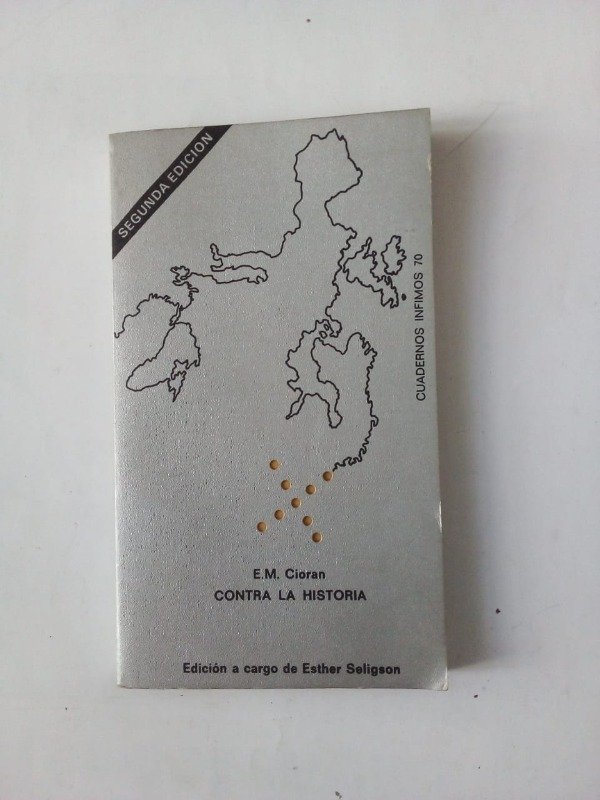 SEGUNDA EDICION
CUADERNOS INFIMOS 70
E.M. Cioran
CONTRA LA HISTORIA
Edición a cargo de Esther Seligson